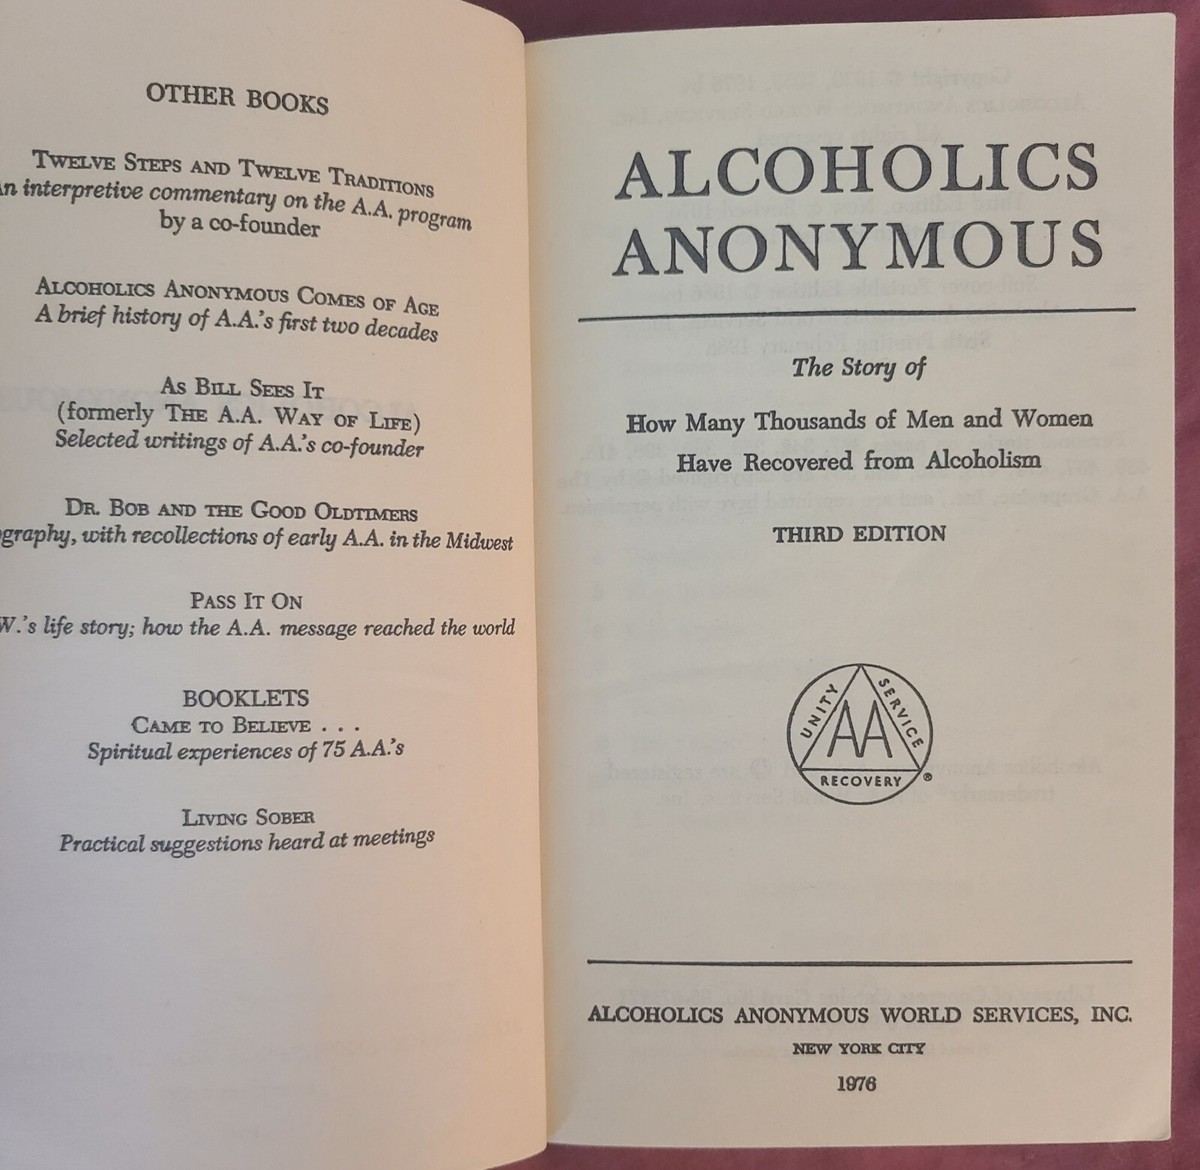 OTHER BOOKS
TWELVE STEPS AND TWELVE TRADITIONS
interpretive commentary on the A.A. program
by a co-founder
ALCOHOLICS ANONYMOUS COMES OF AGE
A brief history of A.A.'s first two decades
AS BILL SEES IT
(formerly THE A.A. WAY OF LIFE)
Selected writings of A.A.'s co-founder
DR. BOB AND THE GOOD OLDTIMERS
with recollections of early A.A. in the Midwest
PASS IT ON
W.'s life story; how the A.A. message reached the world
BOOKLETS
CAME TO BELIEVE . . .
Spiritual experiences of 75 A.A.'s
LIVING SOBER
Practical suggestions heard at meetings
ALCOHOLICS
ANONYMOUS
The Story of
How Many Thousands of Men and Women
Have Recovered from Alcoholism
THIRD EDITION
UNITY
SERVICE
AA
RECOVERY ®
ALCOHOLICS ANONYMOUS WORLD SERVICES, INC.
NEW YORK CITY
1976